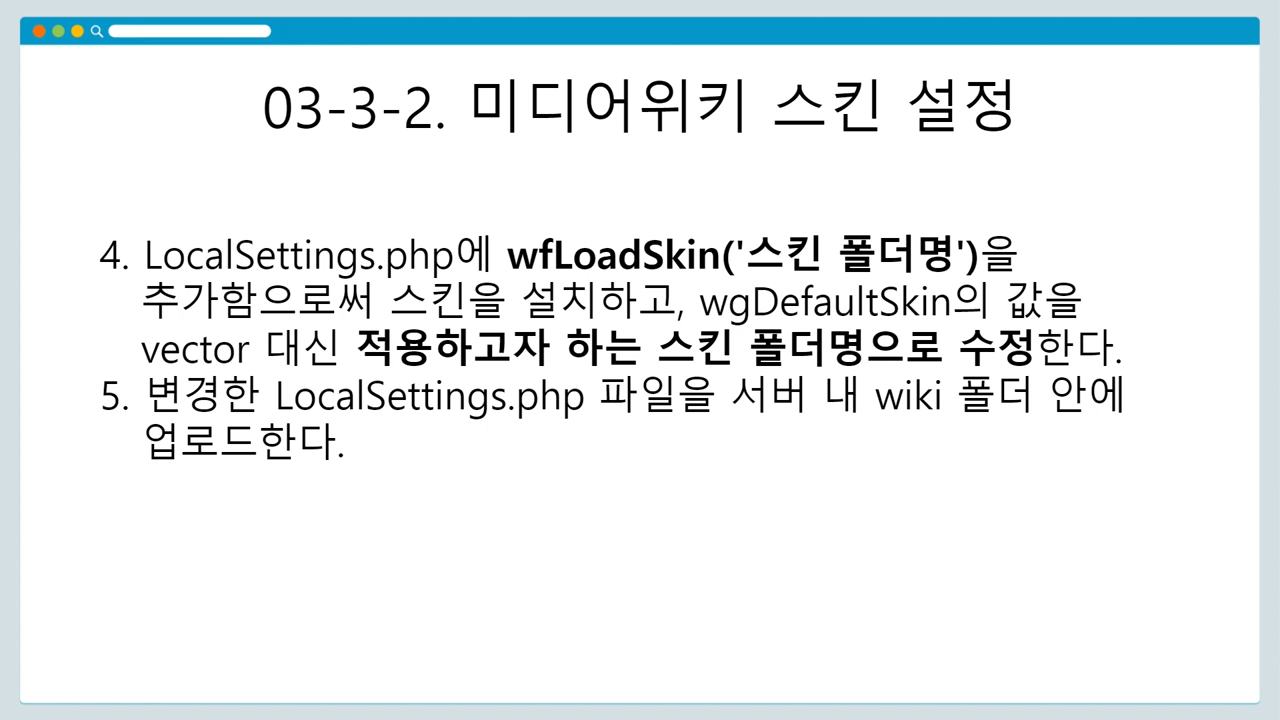 03-3-2. 미디어위키 스킨 설정
4. LocalSettings.php에 wfLoadSkin('스킨 폴더명')을
추가함으로써 스킨을 설치하고, wgDefaultSkin의 값을
vector 대신 적용하고자 하는 스킨 폴더명으로 수정한다.
5. 변경한 LocalSettings.php 파일을 서버 내 wiki 폴더 안에
업로드한다.